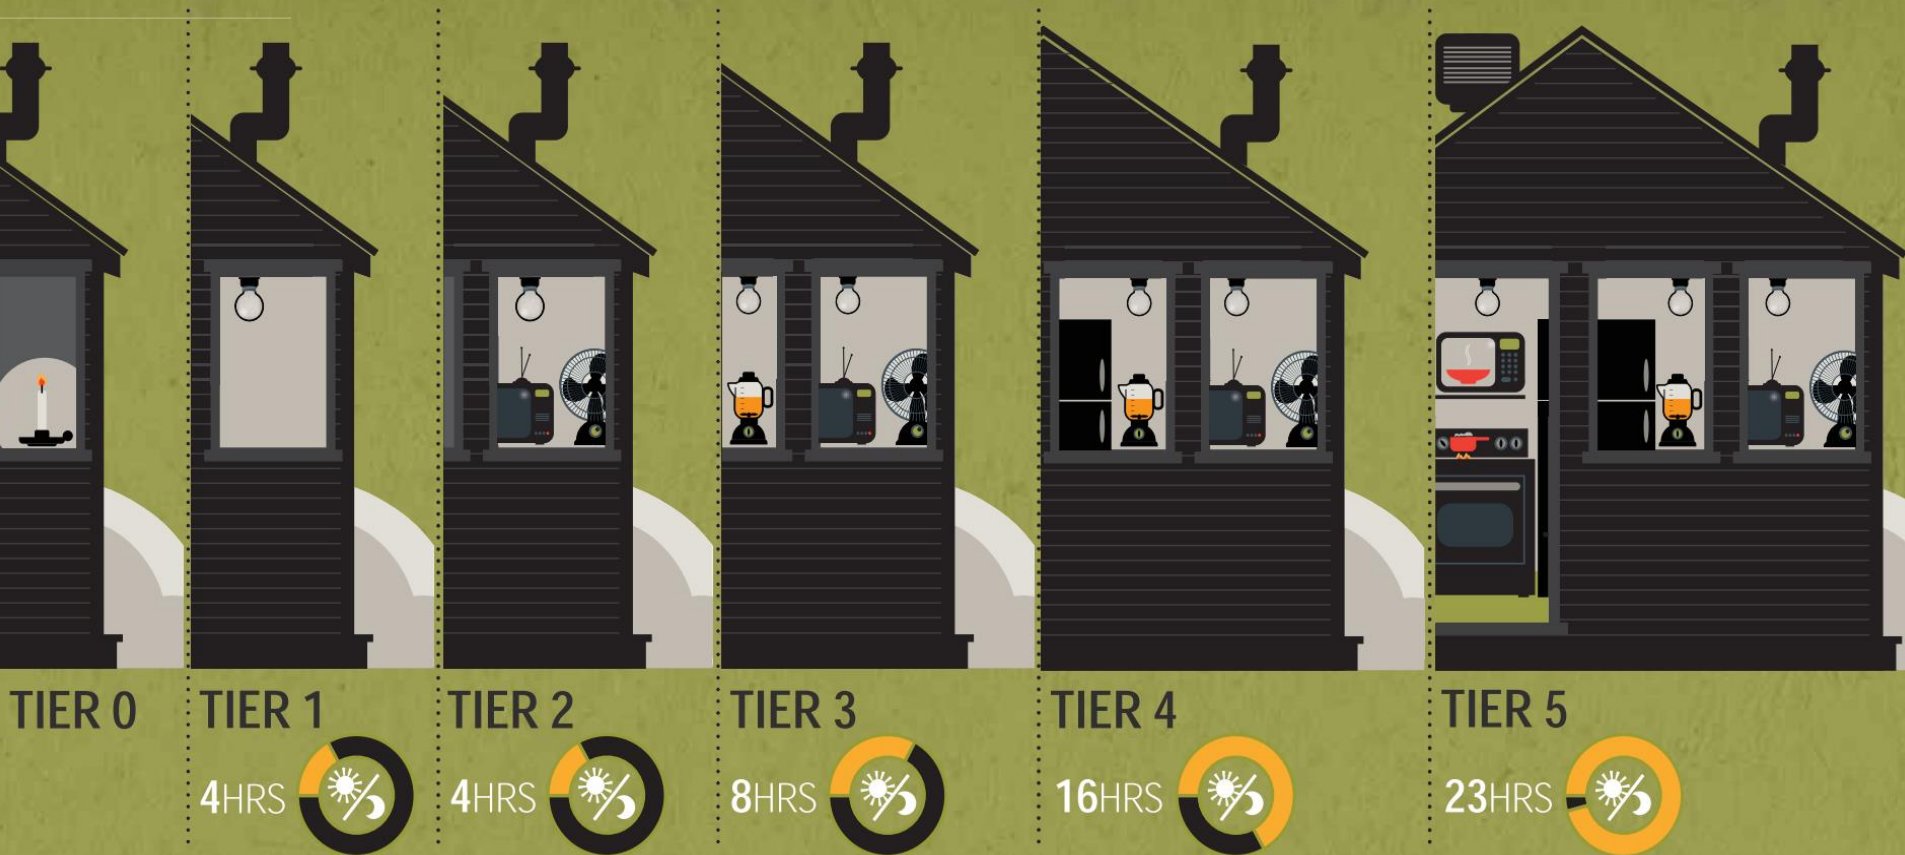 TIER 0
TIER 1
4HRS
TIER 2
4HRS
TIER 3
8HRS
TIER 4
16HRS
TIER 5
23HRS